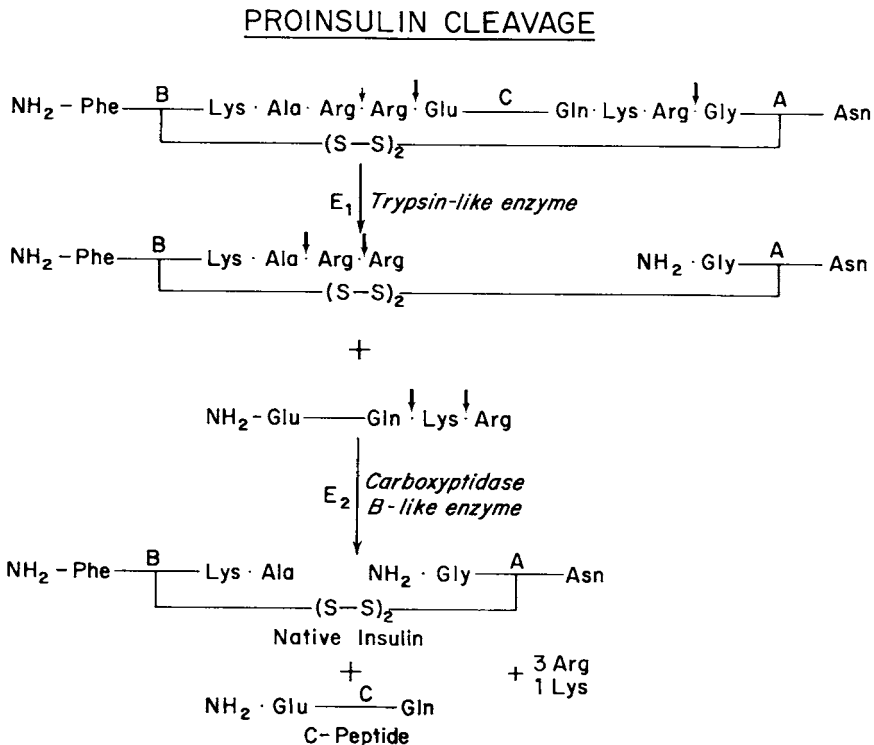 PROINSULIN CLEAVAGE
B C A
NH2 – Phe Lys · Ala · Arg · Arg · Glu Gln · Lys · Arg · Gly Asn
(S–S)2
E1 Trypsin-like enzyme
B A
NH2 – Phe Lys · Ala · Arg · Arg NH2 · Gly Asn
(S–S)2
+
NH2 – Glu Gln · Lys · Arg
E2 Carboxyptidase
B-like enzyme
B A
NH2 – Phe Lys · Ala NH2 · Gly Asn
(S–S)2
Native Insulin
+ + 3 Arg
1 Lys
C
NH2 · Glu Gln
C-Peptide